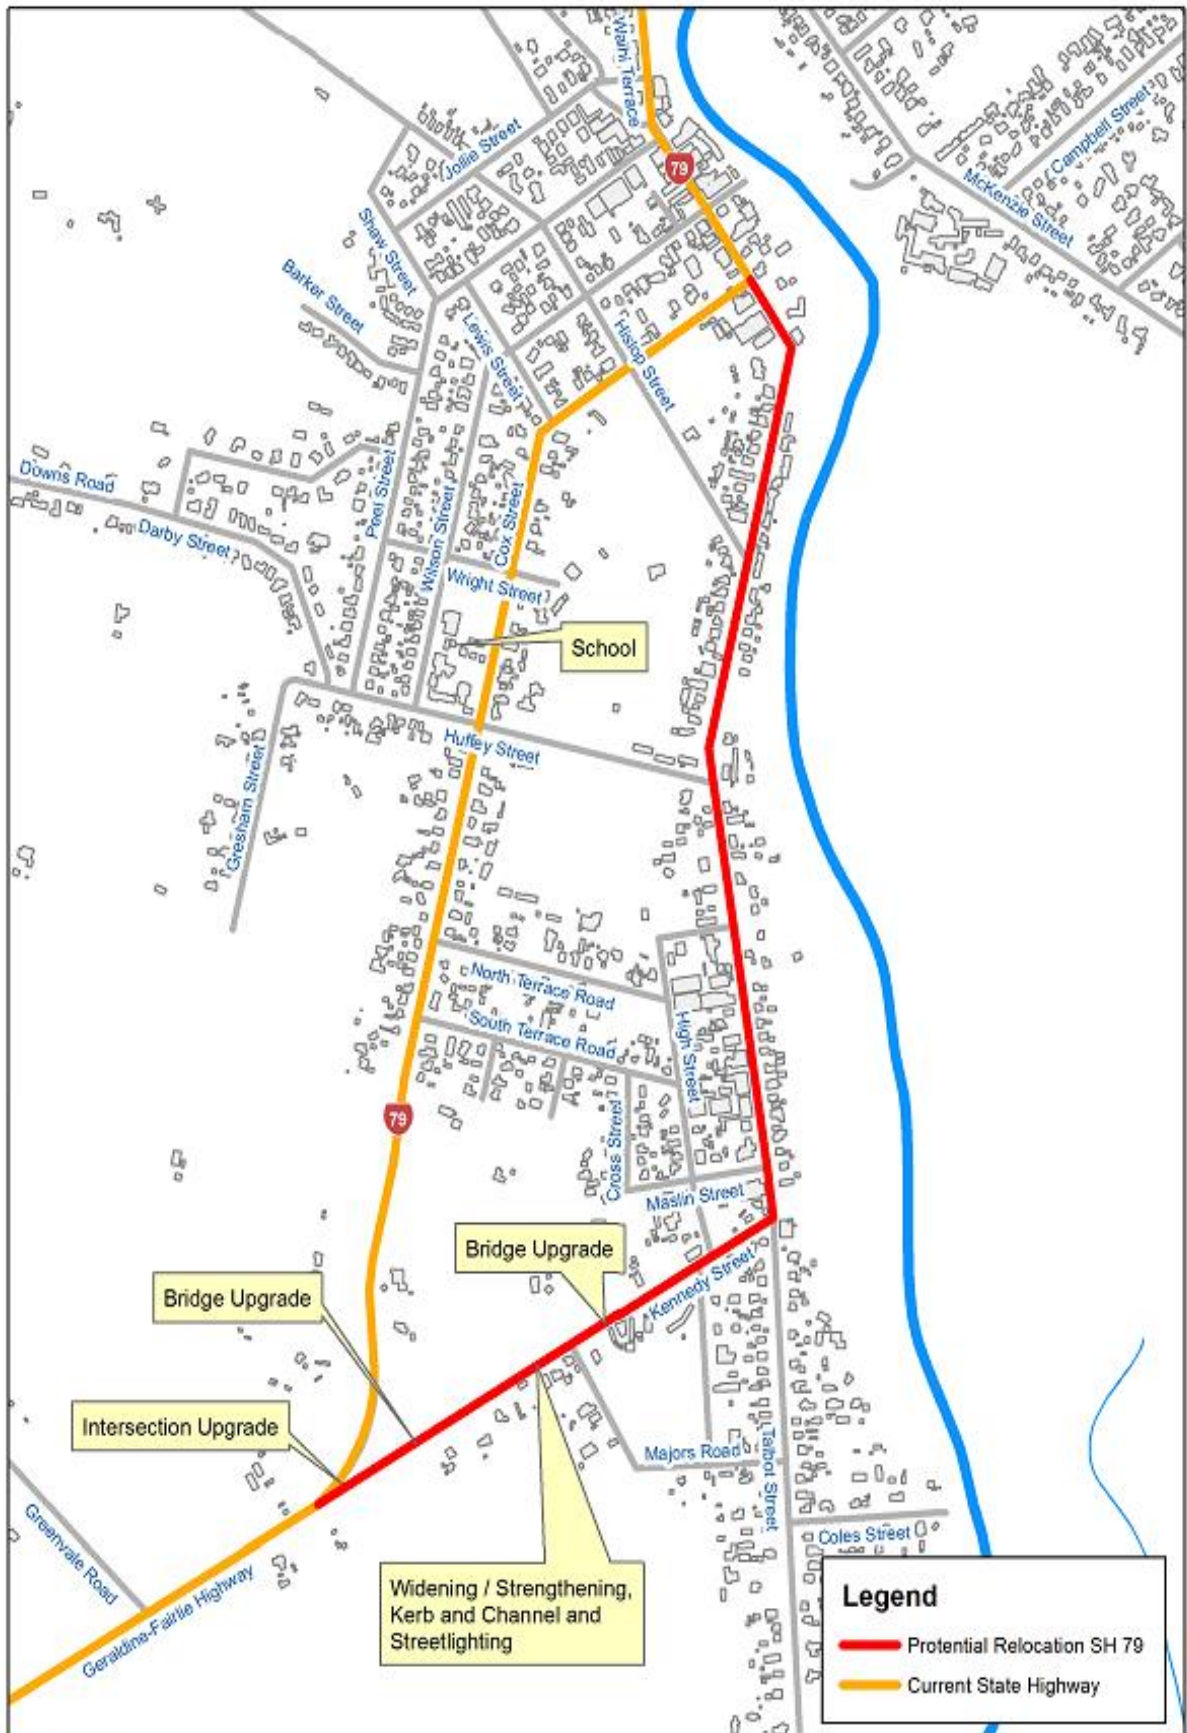 Waihi Terrace
79
Campbell Street
McKenzie Street
Jollie Street
Shaw Street
Barker Street
Lewis Street
Hislop Street
Downs Road
Darby Street
Peel Street
Wilson Street
Cox Street
Wright Street
School
Huffey Street
Gresham Street
North Terrace Road
South Terrace Road
High Street
79
Cross Street
Maslin Street
Bridge Upgrade
Kennedy Street
Bridge Upgrade
Intersection Upgrade
Majors Road
Talbot Street
Greenvale Road
Coles Street
Geraldine-Fairlie Highway
Widening / Strengthening,
Kerb and Channel and
Streetlighting
Legend
Protential Relocation SH 79
Current State Highway